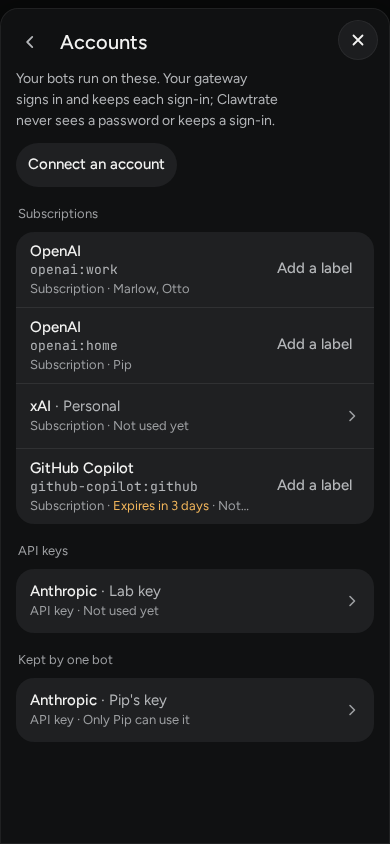 Accounts
Your bots run on these. Your gateway
signs in and keeps each sign-in; Clawtrate
never sees a password or keeps a sign-in.
Connect an account
Subscriptions
OpenAI
openai:work
Subscription · Marlow, Otto
Add a label
OpenAI
openai:home
Subscription · Pip
Add a label
xAI · Personal
Subscription · Not used yet
GitHub Copilot
github-copilot:github
Subscription · Expires in 3 days · Not...
Add a label
API keys
Anthropic · Lab key
API key · Not used yet
Kept by one bot
Anthropic · Pip's key
API key · Only Pip can use it